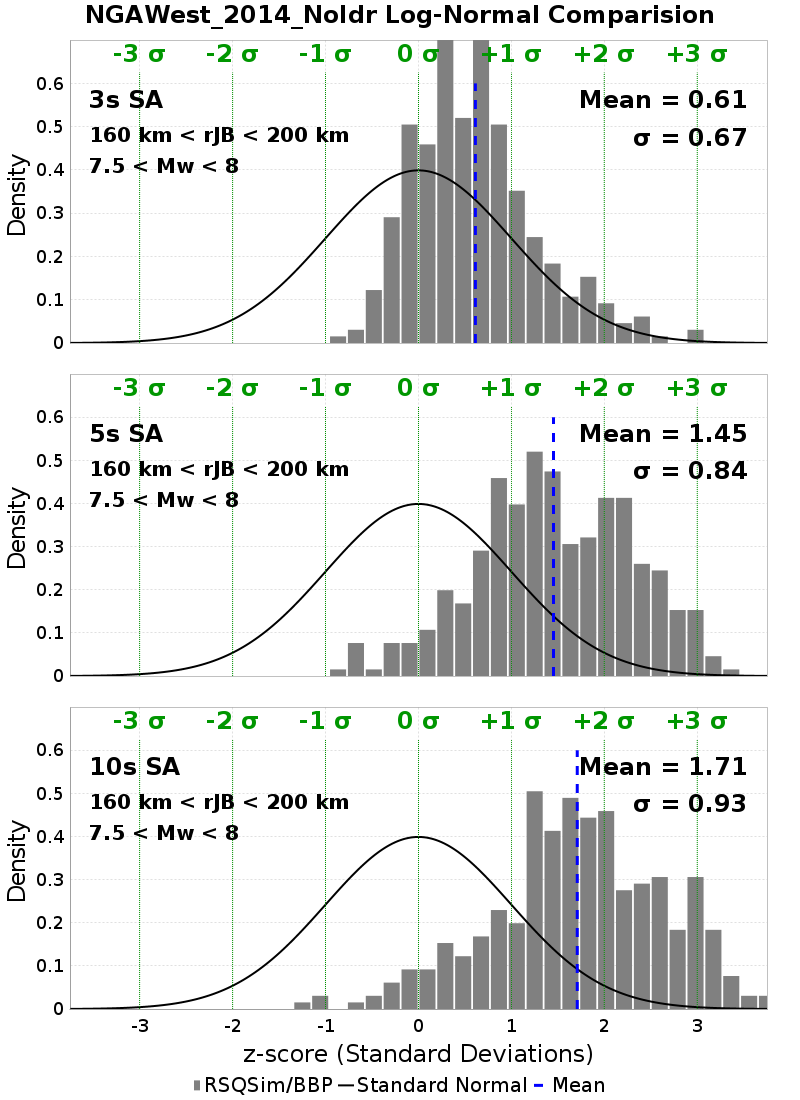 NGAWest_2014_NoIdr Log-Normal Comparision
-3 σ -2 σ -1 σ 0 σ +1 σ +2 σ +3 σ
3s SA
Mean = 0.61
160 km < rJB < 200 km
σ = 0.67
7.5 < Mw < 8
Density
0.6
0.5
0.4
0.3
0.2
0.1
0
-3 σ -2 σ -1 σ 0 σ +1 σ +2 σ +3 σ
5s SA
Mean = 1.45
160 km < rJB < 200 km
σ = 0.84
7.5 < Mw < 8
Density
0.6
0.5
0.4
0.3
0.2
0.1
0
-3 σ -2 σ -1 σ 0 σ +1 σ +2 σ +3 σ
10s SA
Mean = 1.71
160 km < rJB < 200 km
σ = 0.93
7.5 < Mw < 8
Density
0.6
0.5
0.4
0.3
0.2
0.1
0
-3 -2 -1 0 1 2 3
z-score (Standard Deviations)
RSQSim/BBP Standard Normal Mean